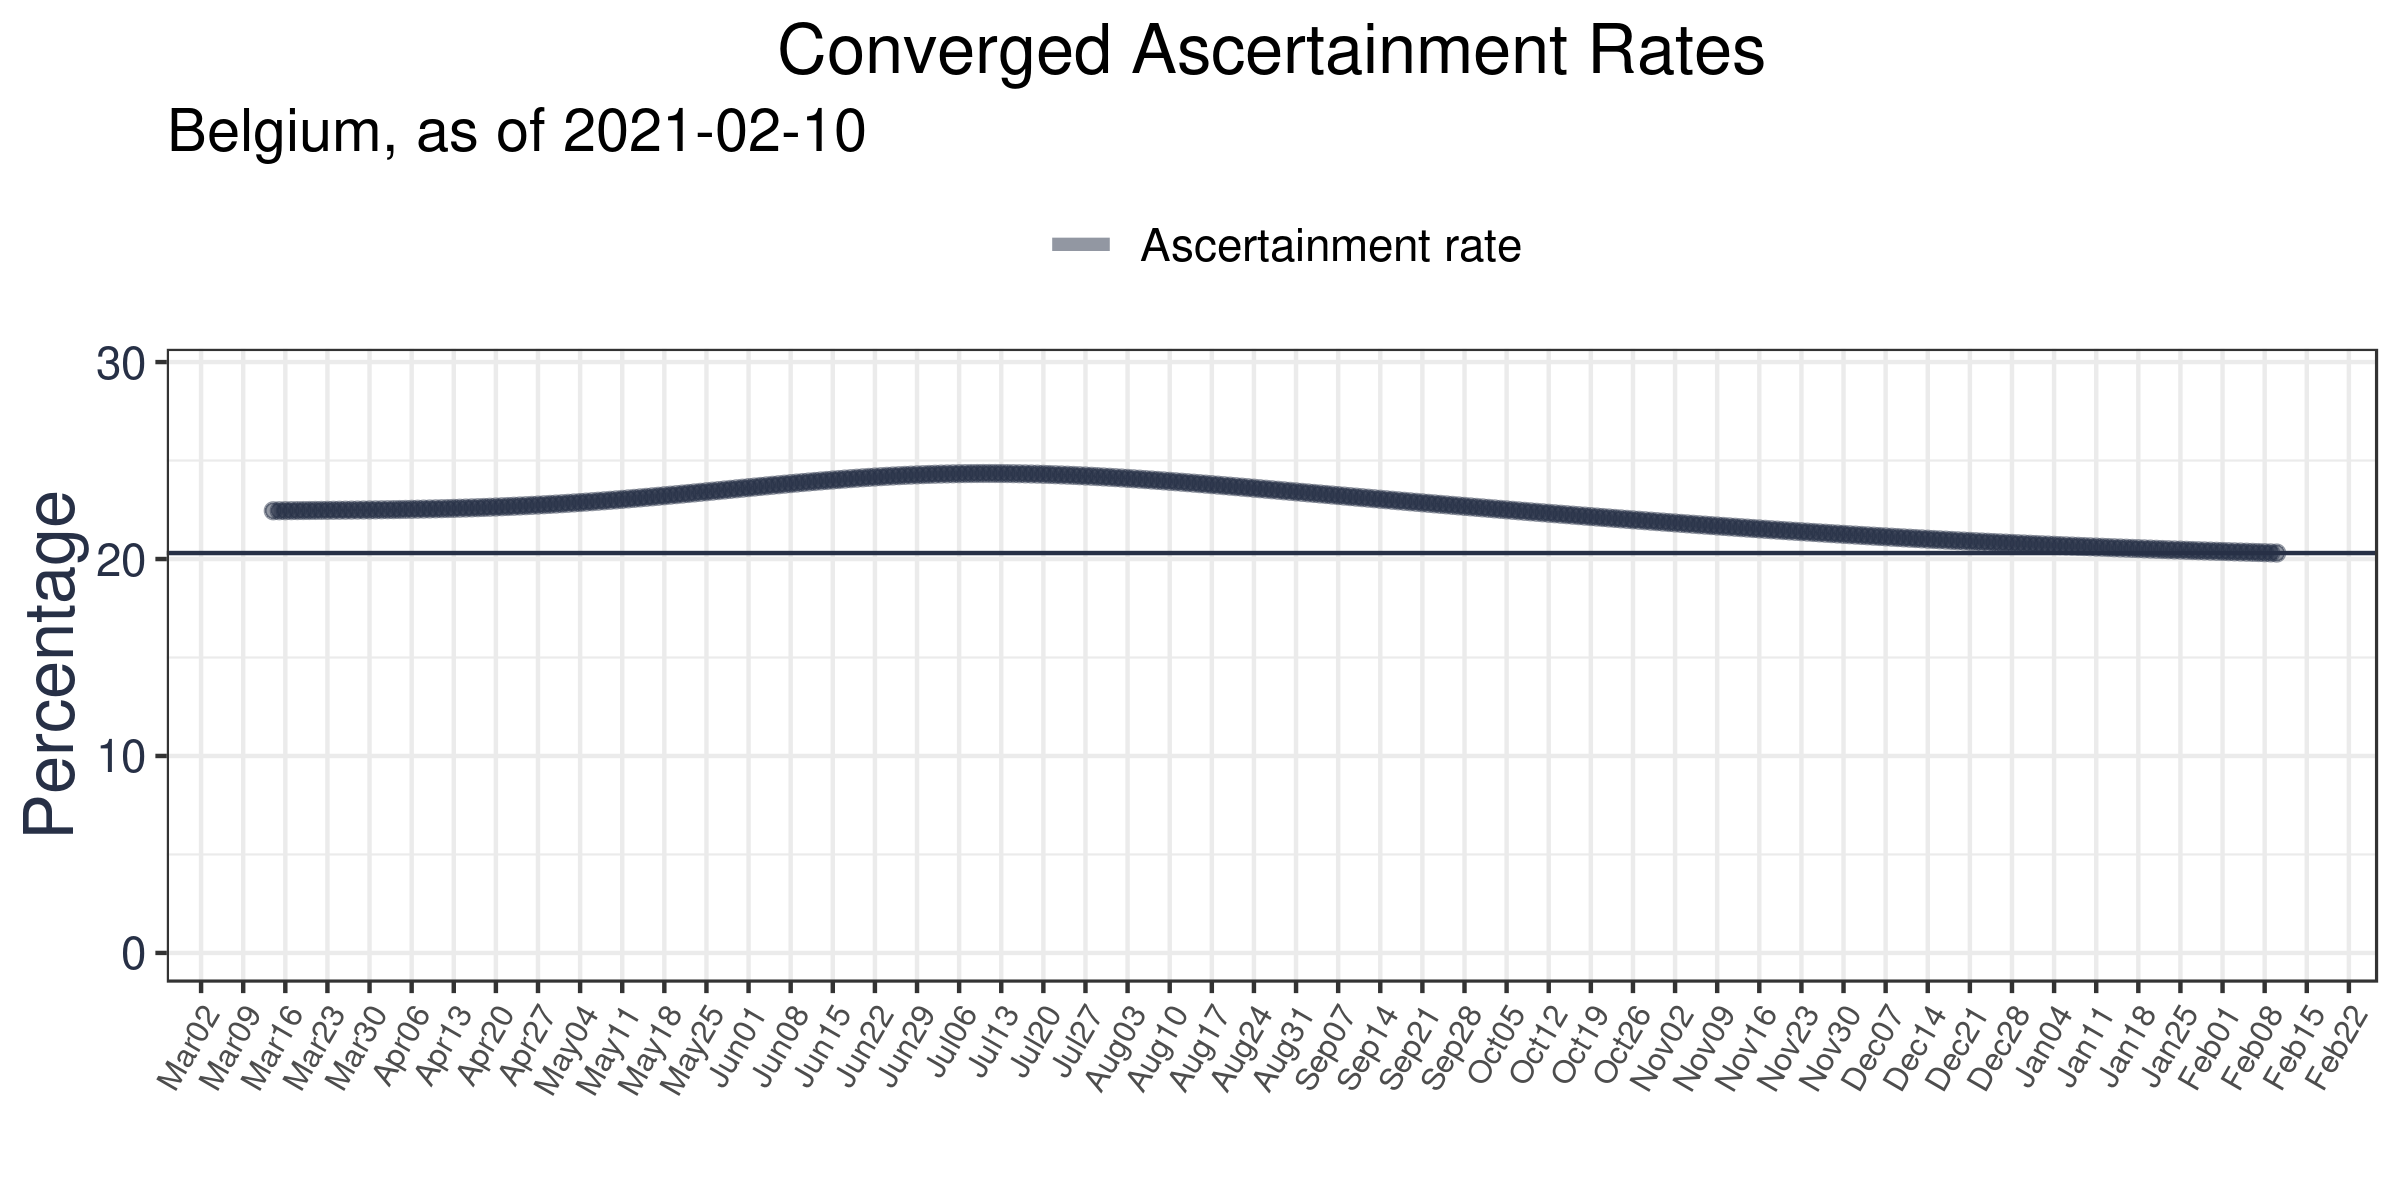 Converged Ascertainment Rates
Belgium, as of 2021-02-10
Ascertainment rate
Percentage
30
20
10
0
Mar02 Mar09 Mar16 Mar23 Mar30 Apr06 Apr13 Apr20 Apr27 May04 May11 May18 May25 Jun01 Jun08 Jun15 Jun22 Jun29 Jul06 Jul13 Jul20 Jul27 Aug03 Aug10 Aug17 Aug24 Aug31 Sep07 Sep14 Sep21 Sep28 Oct05 Oct12 Oct19 Oct26 Nov02 Nov09 Nov16 Nov23 Nov30 Dec07 Dec14 Dec21 Dec28 Jan04 Jan11 Jan18 Jan25 Feb01 Feb08 Feb15 Feb22